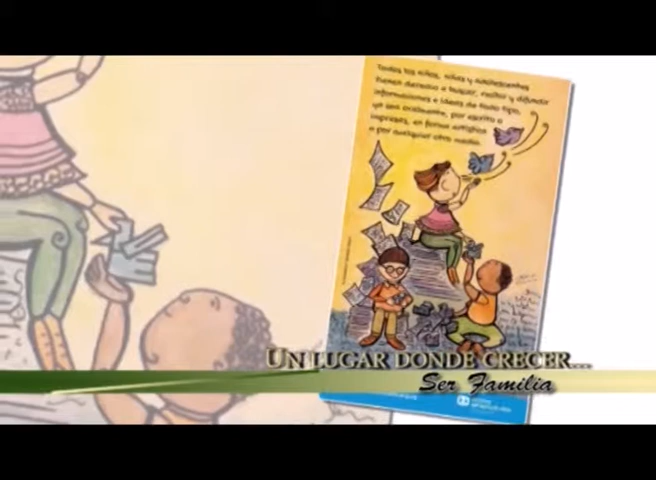 Todos los niños, niñas y adolescentes
tienen derecho a buscar, recibir y difundir
informaciones e ideas de todo tipo,
ya sea oralmente, por escrito o
impresas, en forma artística
o por cualquier otro medio.
UN LUGAR DONDE CRECER...
Ser Familia